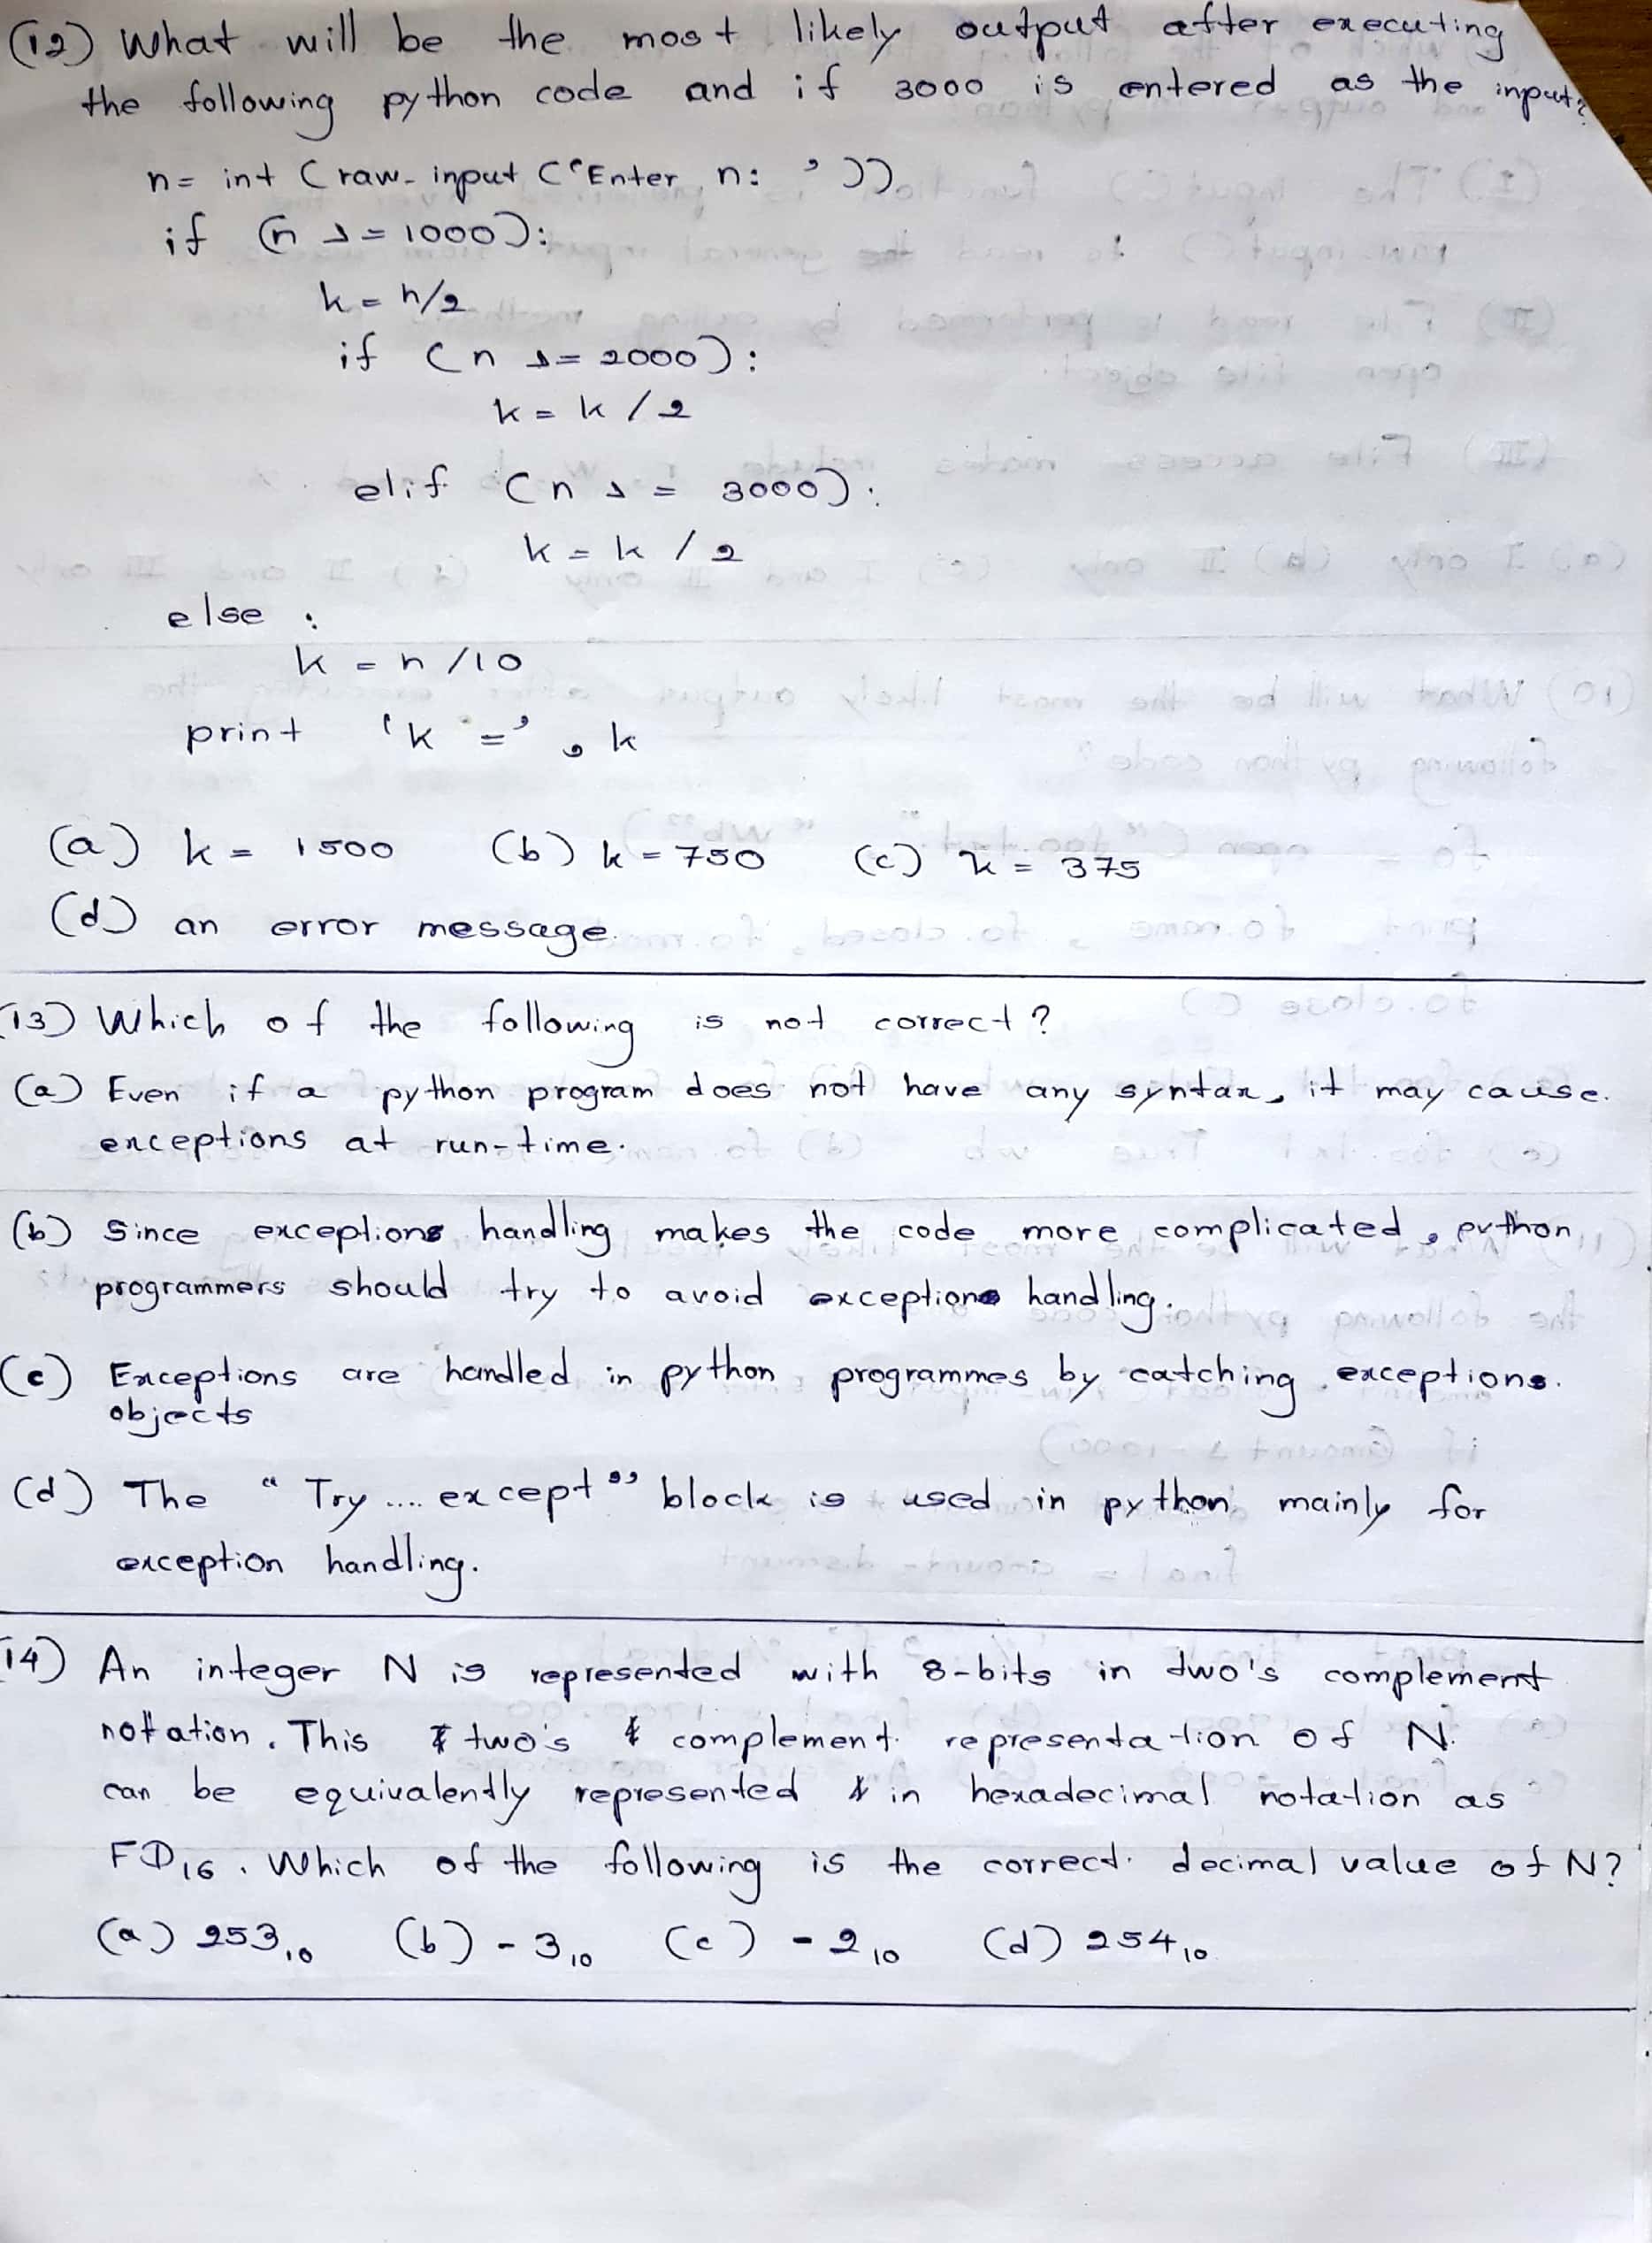 (12) What will be the most likely output after executing
the following python code and if 3000 is entered as the input?
n= int (raw-input ('Enter n: '))
if (n >= 1000):
k = n/2
if (n >= 2000):
k = k /2
elif (n >= 3000):
k = k / 2
else :
k = n /10
print 'k =' , k
(a) k = 1500 (b) k = 750 (c) k = 375
(d) an error message.
(13) Which of the following is not correct?
(a) Even if a python program does not have any syntax, it may cause.
exceptions at run-time.
(b) Since exceptions handling makes the code more complicated, python
programmers should try to avoid exceptions handling.
(c) Exceptions are handled in python programmes by catching exceptions.
objects
(d) The "Try .... except" block is used in python mainly for
exception handling.
14) An integer N is represented with 8-bits in two's complement
notation. This two's complement representation of N.
can be equivalently represented in hexadecimal notation as
FD16. Which of the following is the correct decimal value of N?
(a) 253,10 (b) -3 10 (c) -2 10 (d) 254 10